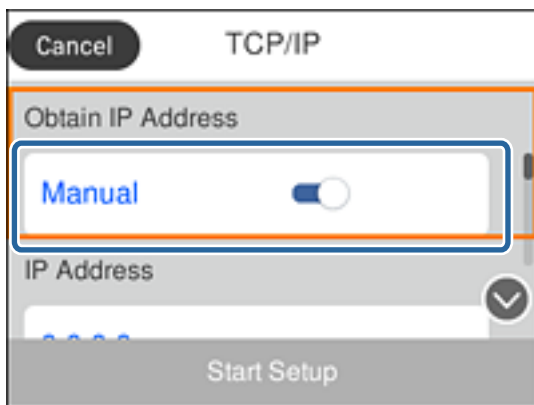 Cancel
TCP/IP
Obtain IP Address
Manual
IP Address
Start Setup